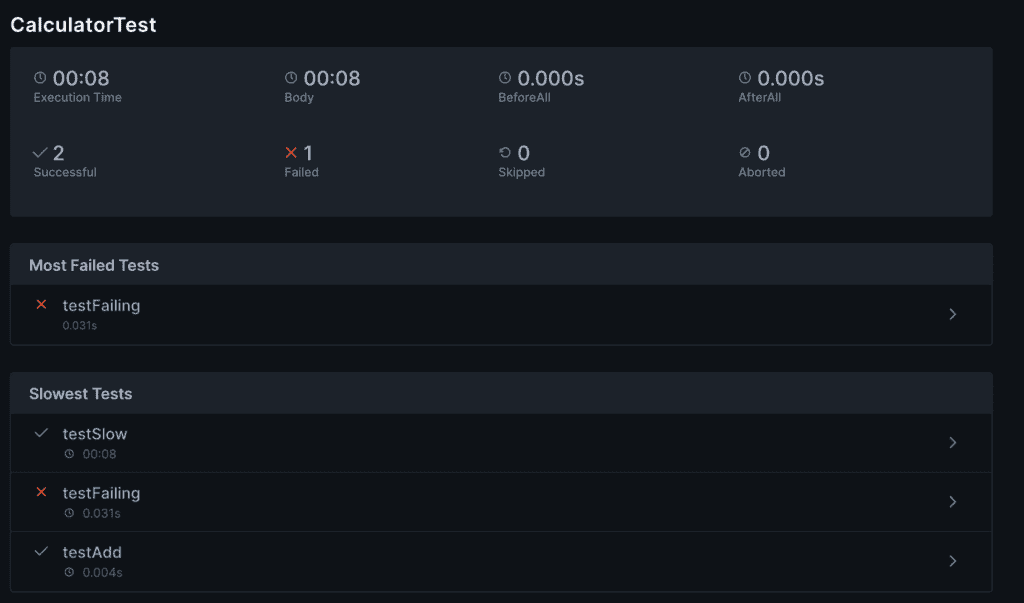 CalculatorTest
00:08 00:08 0.000s 0.000s
Execution Time Body BeforeAll AfterAll
2 1 0 0
Successful Failed Skipped Aborted
Most Failed Tests
testFailing
0.031s
Slowest Tests
testSlow
00:08
testFailing
0.031s
testAdd
0.004s